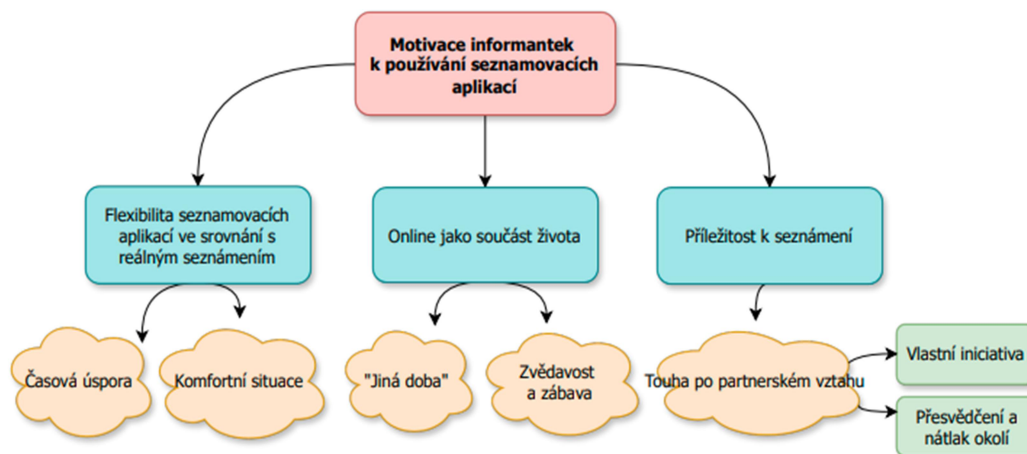 Motivace informantek
k používání seznamovacích
aplikací
Flexibilita seznamovacích
aplikací ve srovnání s
reálným seznámením
Online jako součást života
Příležitost k seznámení
Časová úspora
Komfortní situace
"Jiná doba"
Zvědavost
a zábava
Touha po partnerském vztahu
Vlastní iniciativa
Přesvědčení a
nátlak okolí